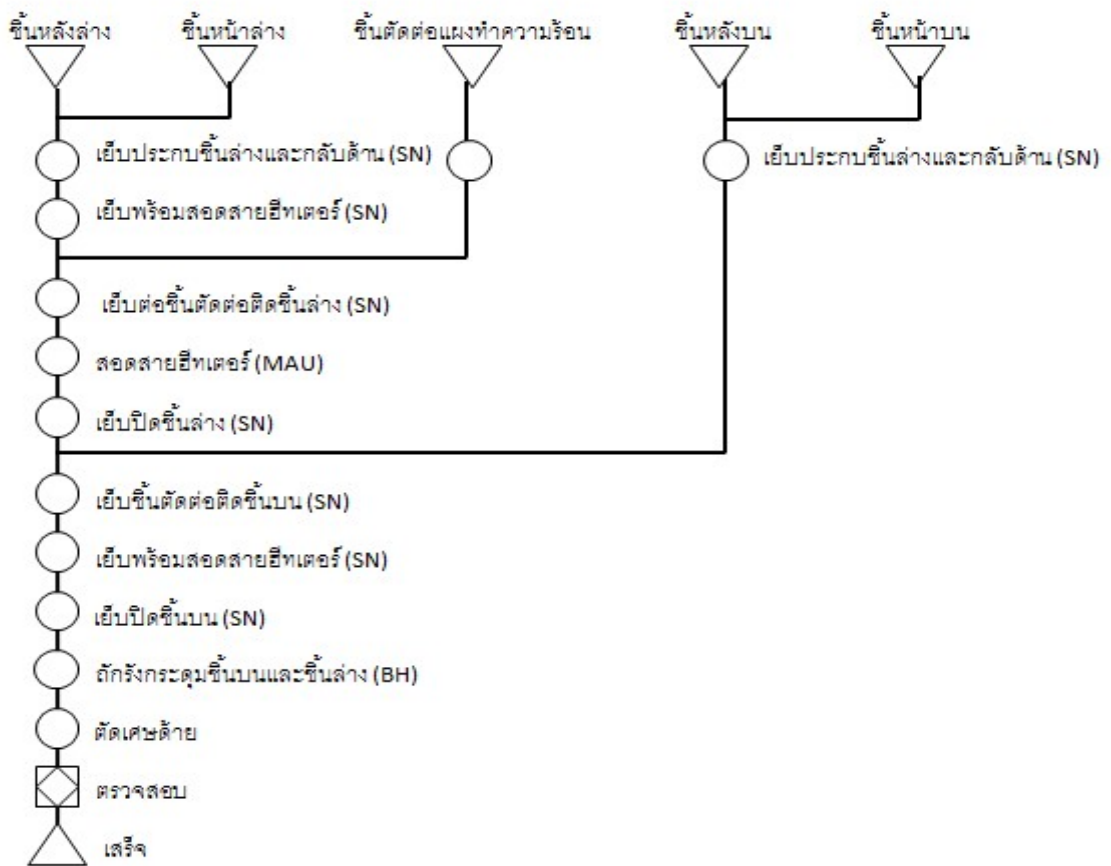 ชิ้นหลังล่าง ชิ้นหน้าล่าง ชิ้นตัดต่อแผงทำความร้อน ชิ้นหลังบน ชิ้นหน้าบน
เย็บประกบชิ้นล่างและกลับด้าน (SN) เย็บประกบชิ้นล่างและกลับด้าน (SN)
เย็บพร้อมสอดสายฮีทเตอร์ (SN)
เย็บต่อชิ้นตัดต่อติดชิ้นล่าง (SN)
สอดสายฮีทเตอร์ (MAU)
เย็บปิดชิ้นล่าง (SN)
เย็บชิ้นตัดต่อติดชิ้นบน (SN)
เย็บพร้อมสอดสายฮีทเตอร์ (SN)
เย็บปิดชิ้นบน (SN)
ถักรังกระดุมชิ้นบนและชิ้นล่าง (BH)
ตัดเศษด้าย
ตรวจสอบ
เสร็จ